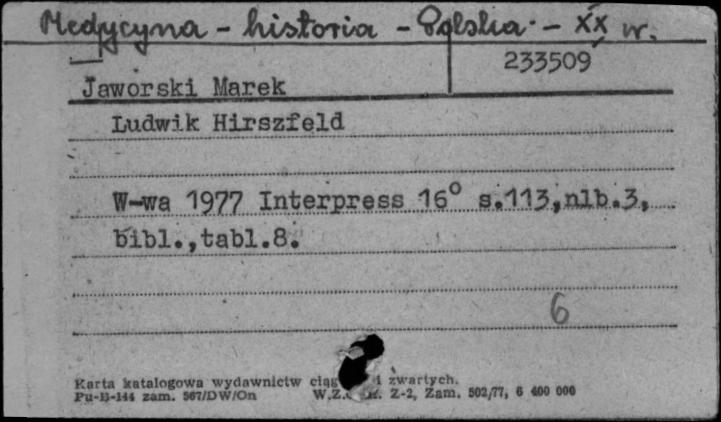 Medycyna - historia - Polska - XX w.
233509
Jaworski Marek
Ludwik Hirszfeld
W-wa 1977 Interpress 16° s.113,nlb.3,
bibl.,tabl.8.
6
Karta katalogowa wydawnictw i zwartych.
Pu-B-144 zam. 567/DW/On Z-2, Zam. 502/77, 6 400 000